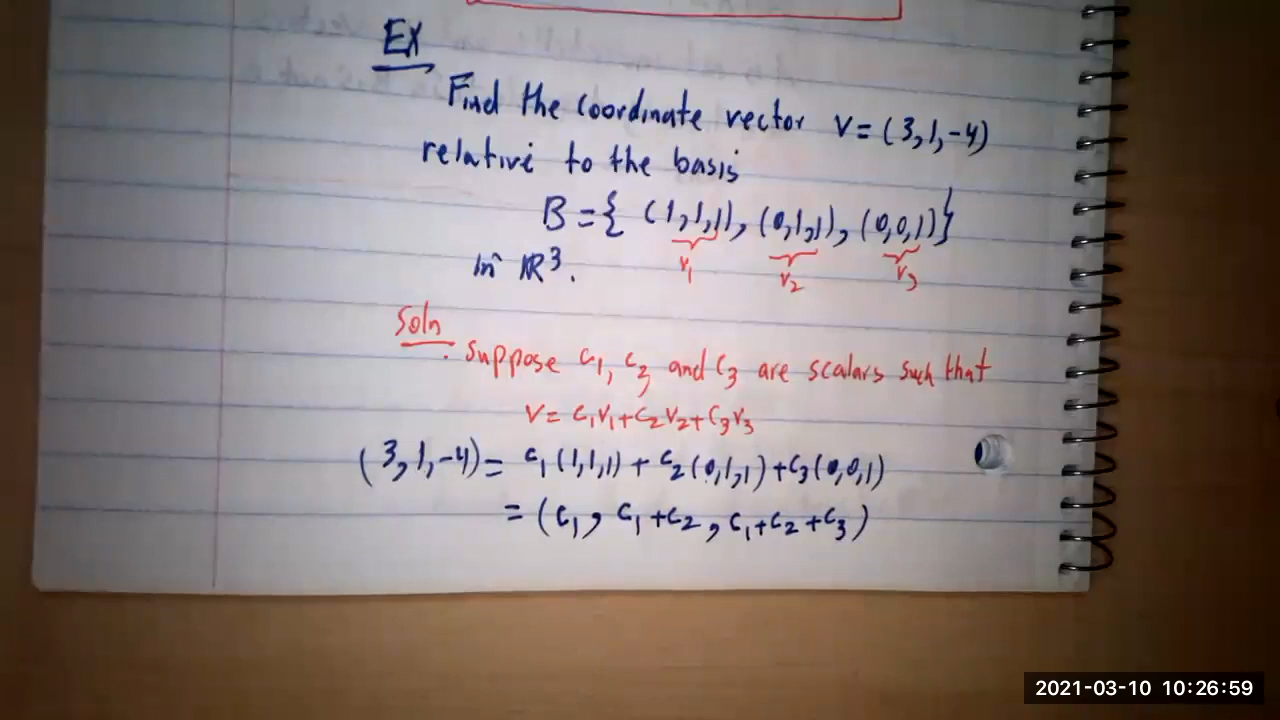 EX
Find the coordinate vector v = (3, 1, -4)
relative to the basis
B = { (1,1,1), (0,1,1), (0,0,1) }
v1 v2 v3
in ℝ³.
Soln
. Suppose c1, c2 and c3 are scalars such that
v = c1v1 + c2v2 + c3v3
(3, 1, -4) = c1(1,1,1) + c2(0,1,1) + c3(0,0,1)
= (c1, c1 + c2, c1 + c2 + c3)
2021-03-10 10:26:59